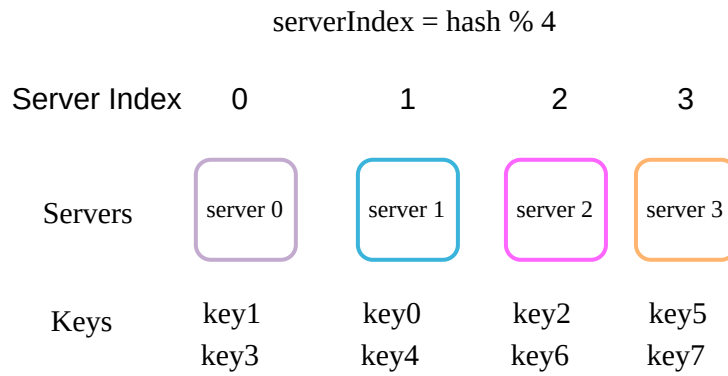 serverIndex = hash % 4
Server Index 0 1 2 3
Servers server 0 server 1 server 2 server 3
Keys key1 key0 key2 key5
key3 key4 key6 key7